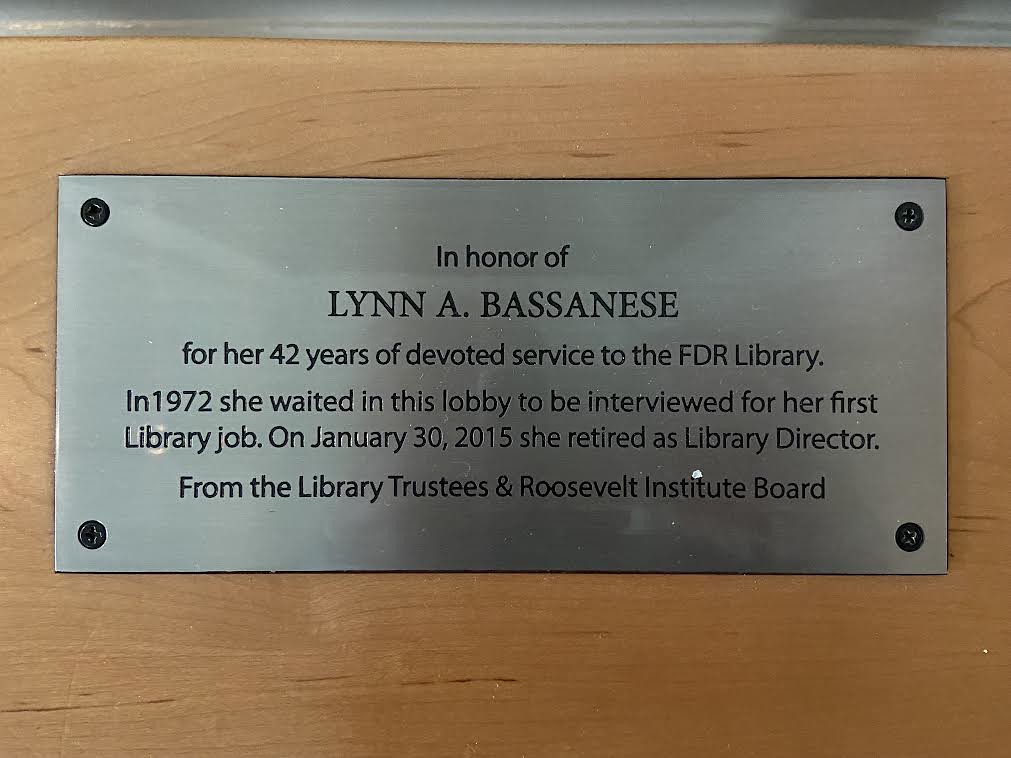 In honor of
LYNN A. BASSANESE
for her 42 years of devoted service to the FDR Library.
In1972 she waited in this lobby to be interviewed for her first
Library job. On January 30, 2015 she retired as Library Director.
From the Library Trustees & Roosevelt Institute Board